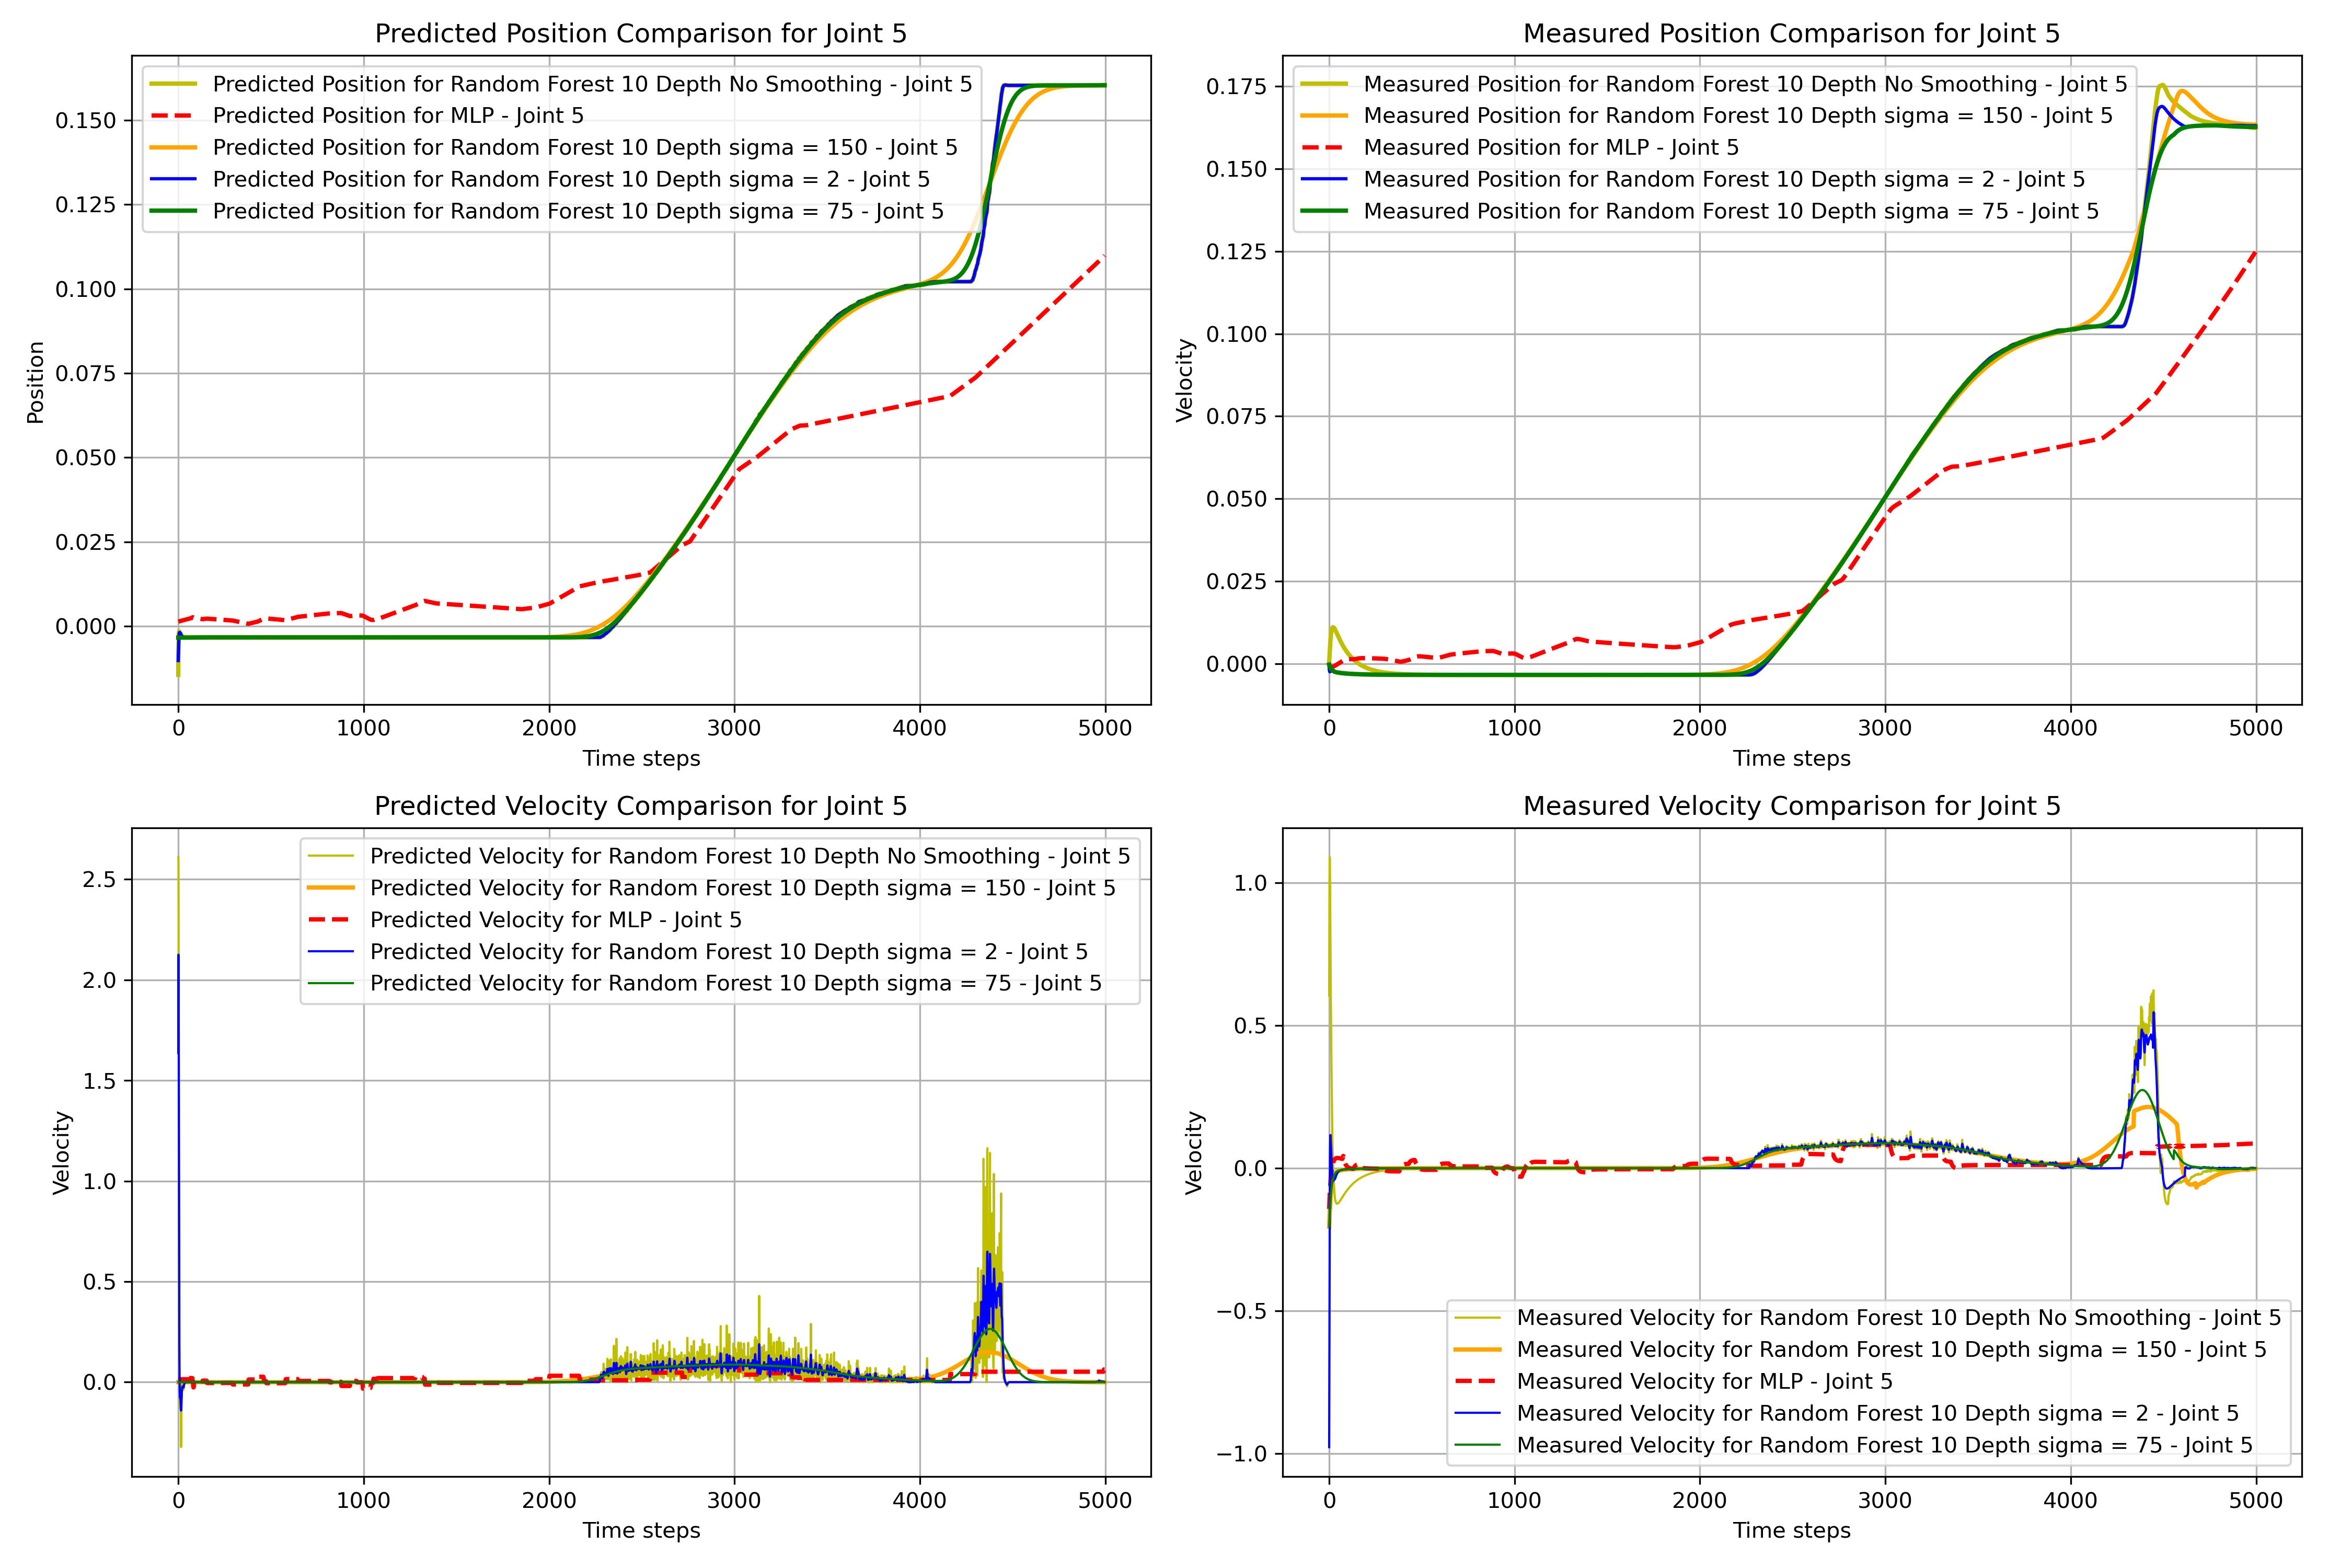 Predicted Position Comparison for Joint 5
Predicted Position for Random Forest 10 Depth No Smoothing - Joint 5
Predicted Position for MLP - Joint 5
Predicted Position for Random Forest 10 Depth sigma = 150 - Joint 5
Predicted Position for Random Forest 10 Depth sigma = 2 - Joint 5
Predicted Position for Random Forest 10 Depth sigma = 75 - Joint 5
Position
0.150
0.125
0.100
0.075
0.050
0.025
0.000
0 1000 2000 3000 4000 5000
Time steps
Measured Position Comparison for Joint 5
Measured Position for Random Forest 10 Depth No Smoothing - Joint 5
Measured Position for Random Forest 10 Depth sigma = 150 - Joint 5
Measured Position for MLP - Joint 5
Measured Position for Random Forest 10 Depth sigma = 2 - Joint 5
Measured Position for Random Forest 10 Depth sigma = 75 - Joint 5
Velocity
0.175
0.150
0.125
0.100
0.075
0.050
0.025
0.000
0 1000 2000 3000 4000 5000
Time steps
Predicted Velocity Comparison for Joint 5
Predicted Velocity for Random Forest 10 Depth No Smoothing - Joint 5
Predicted Velocity for Random Forest 10 Depth sigma = 150 - Joint 5
Predicted Velocity for MLP - Joint 5
Predicted Velocity for Random Forest 10 Depth sigma = 2 - Joint 5
Predicted Velocity for Random Forest 10 Depth sigma = 75 - Joint 5
Velocity
2.5
2.0
1.5
1.0
0.5
0.0
0 1000 2000 3000 4000 5000
Time steps
Measured Velocity Comparison for Joint 5
Velocity
1.0
0.5
0.0
−0.5
−1.0
Measured Velocity for Random Forest 10 Depth No Smoothing - Joint 5
Measured Velocity for Random Forest 10 Depth sigma = 150 - Joint 5
Measured Velocity for MLP - Joint 5
Measured Velocity for Random Forest 10 Depth sigma = 2 - Joint 5
Measured Velocity for Random Forest 10 Depth sigma = 75 - Joint 5
0 1000 2000 3000 4000 5000
Time steps